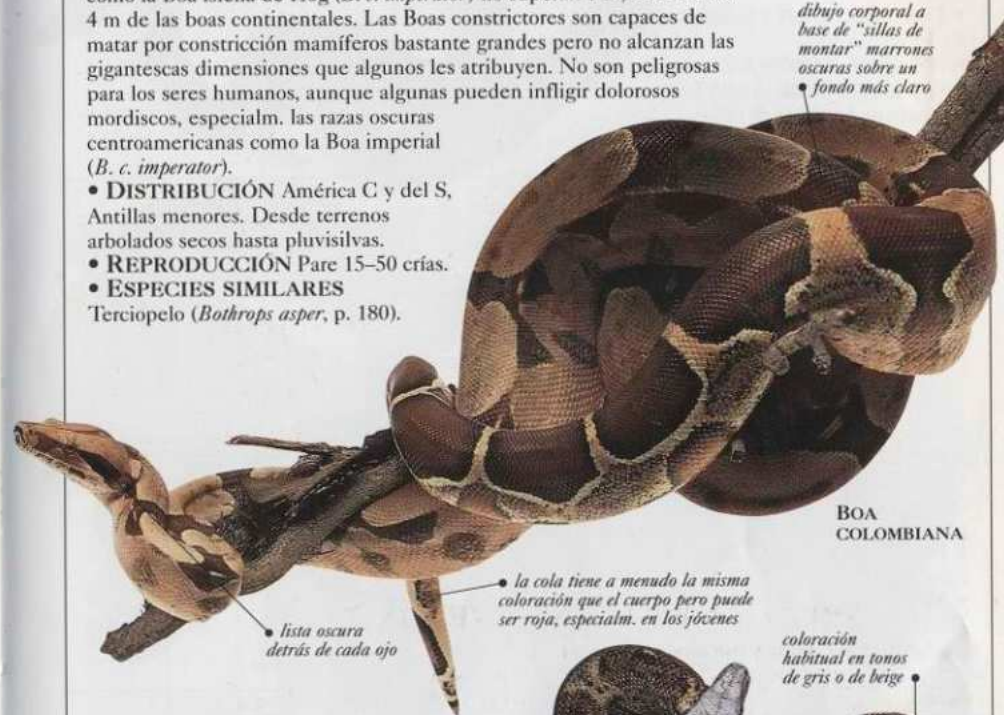 4 m de las boas continentales. Las Boas constrictores son capaces de
matar por constricción mamíferos bastante grandes pero no alcanzan las
gigantescas dimensiones que algunos les atribuyen. No son peligrosas
para los seres humanos, aunque algunas pueden infligir dolorosos
mordiscos, especialm. las razas oscuras
centroamericanas como la Boa imperial
(B. c. imperator).
• DISTRIBUCIÓN América C y del S,
Antillas menores. Desde terrenos
arbolados secos hasta pluvisilvas.
• REPRODUCCIÓN Pare 15–50 crías.
• ESPECIES SIMILARES
Terciopelo (Bothrops asper, p. 180).
dibujo corporal a
base de "sillas de
montar" marrones
oscuras sobre un
fondo más claro
BOA
COLOMBIANA
la cola tiene a menudo la misma
coloración que el cuerpo pero puede
ser roja, especialm. en los jóvenes
lista oscura
detrás de cada ojo
coloración
habitual en tonos
de gris o de beige